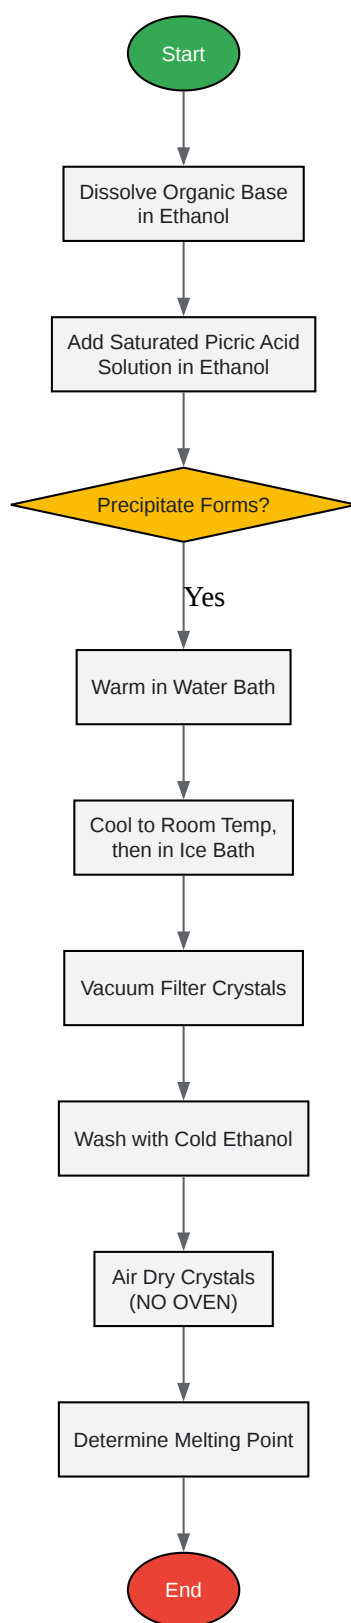 Start
Dissolve Organic Base
in Ethanol
Add Saturated Picric Acid
Solution in Ethanol
Precipitate Forms?
Yes
Warm in Water Bath
Cool to Room Temp,
then in Ice Bath
Vacuum Filter Crystals
Wash with Cold Ethanol
Air Dry Crystals
(NO OVEN)
Determine Melting Point
End